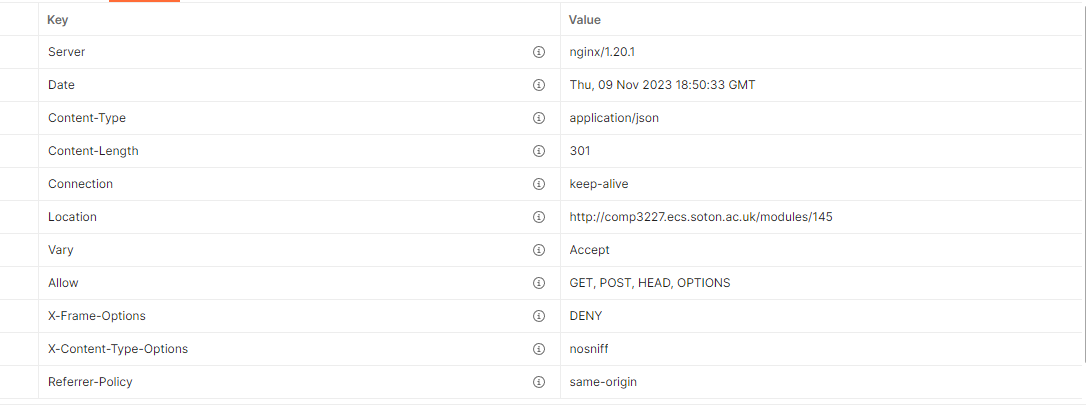 Key Value
Server nginx/1.20.1
Date Thu, 09 Nov 2023 18:50:33 GMT
Content-Type application/json
Content-Length 301
Connection keep-alive
Location http://comp3227.ecs.soton.ac.uk/modules/145
Vary Accept
Allow GET, POST, HEAD, OPTIONS
X-Frame-Options DENY
X-Content-Type-Options nosniff
Referrer-Policy same-origin